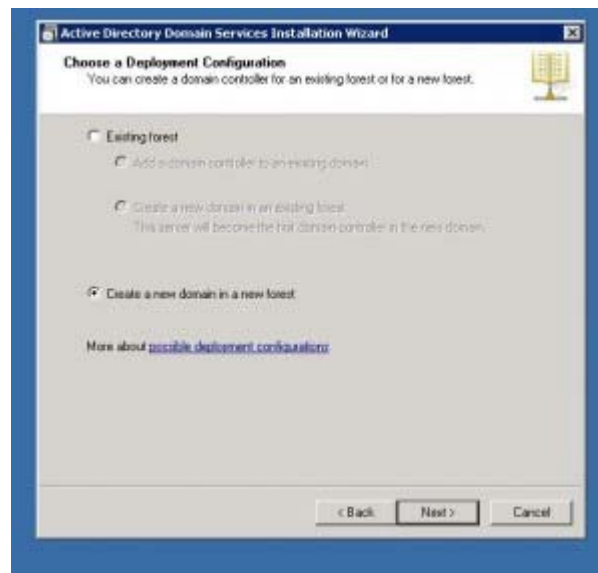 Active Directory Domain Services Installation Wizard
Choose a Deployment Configuration
You can create a domain controller for an existing forest or for a new forest.
Existing forest
Add a domain controller to an existing domain
Create a new domain in an existing forest
This server will become the first domain controller in the new domain.
Create a new domain in a new forest
More about possible deployment configurations
< Back
Next >
Cancel